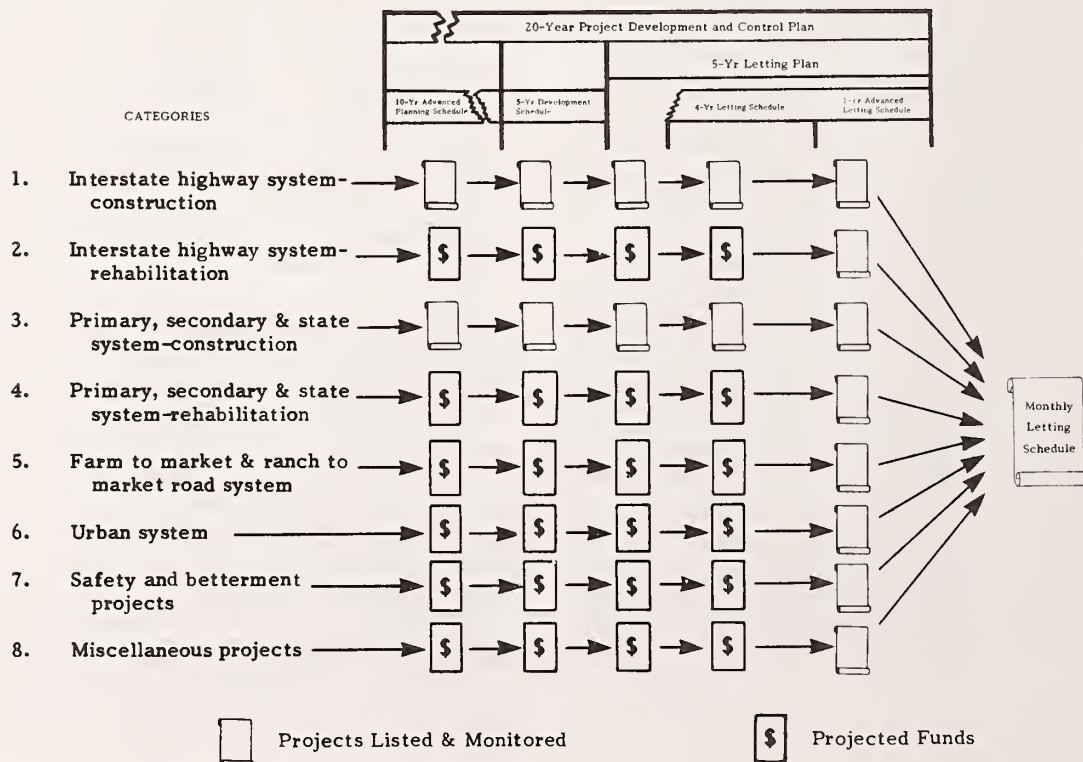 20-Year Project Development and Control Plan
5-Yr Letting Plan
10-Yr Advanced
Planning Schedule
5-Yr Development
Schedule
4-Yr Letting Schedule
1-Yr Advanced
Letting Schedule
CATEGORIES
1. Interstate highway system-
construction
2. Interstate highway system-
rehabilitation
$ $ $ $
3. Primary, secondary & state
system-construction
4. Primary, secondary & state
system-rehabilitation
$ $ $ $
Monthly
Letting
Schedule
5. Farm to market & ranch to
market road system
$ $ $ $
6. Urban system
$ $ $ $
7. Safety and betterment
projects
$ $ $ $
8. Miscellaneous projects
$ $ $ $
Projects Listed & Monitored
$ Projected Funds